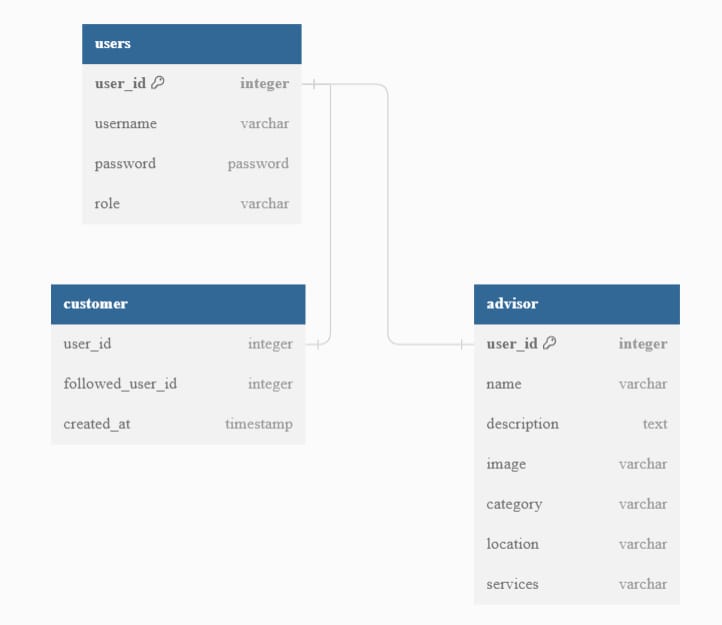 users
user_id integer
username varchar
password password
role varchar
customer
user_id integer
followed_user_id integer
created_at timestamp
advisor
user_id integer
name varchar
description text
image varchar
category varchar
location varchar
services varchar